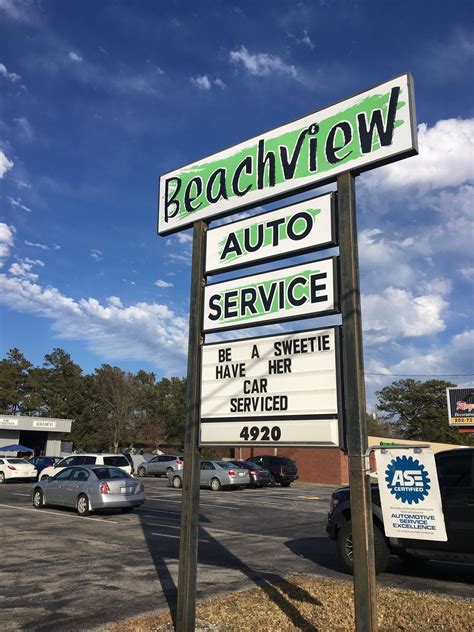 Beachview
AUTO
SERVICE
BE A SWEETIE
HAVE HER
CAR
SERVICED
4920
ASE
CERTIFIED
AUTOMOTIVE
SERVICE
EXCELLENCE